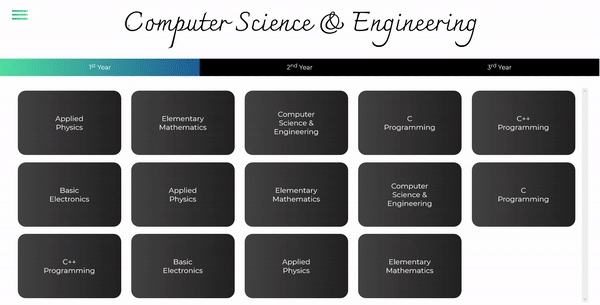 Computer Science & Engineering
1st Year
2nd Year
3rd Year
Applied
Physics
Elementary
Mathematics
Computer
Science &
Engineering
C
Programming
C++
Programming
Basic
Electronics
Applied
Physics
Elementary
Mathematics
Computer
Science &
Engineering
C
Programming
C++
Programming
Basic
Electronics
Applied
Physics
Elementary
Mathematics